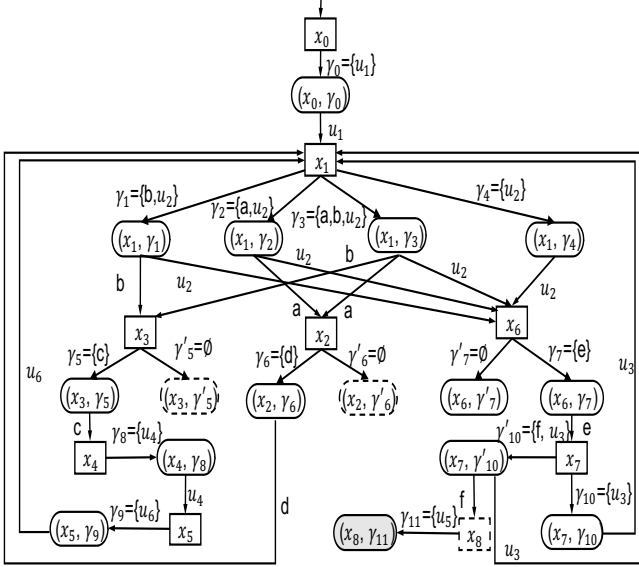 x₀
γ₀={u₁}
(x₀, γ₀)
u₁
x₁
γ₁={b,u₂}
γ₂={a,u₂}
γ₃={a,b,u₂}
γ₄={u₂}
(x₁, γ₁)
(x₁, γ₂)
(x₁, γ₃)
(x₁, γ₄)
b
u₂
u₂
b
u₂
u₂
a
a
x₃
x₂
x₆
u₆
γ₅={c}
γ'₅=∅
γ₆={d}
γ'₆=∅
γ'₇=∅
γ₇={e}
u₃
(x₃, γ₅)
(x₃, γ'₅)
(x₂, γ₆)
(x₂, γ'₆)
(x₆, γ'₇)
(x₆, γ₇)
c
γ₈={u₄}
γ'₁₀={f, u₃}
e
x₄
(x₄, γ₈)
(x₇, γ'₁₀)
x₇
u₄
d
f
γ₁₀={u₃}
(x₅, γ₉)
γ₉={u₆}
x₅
(x₈, γ₁₁)
γ₁₁={u₅}
x₈
u₃
(x₇, γ₁₀)